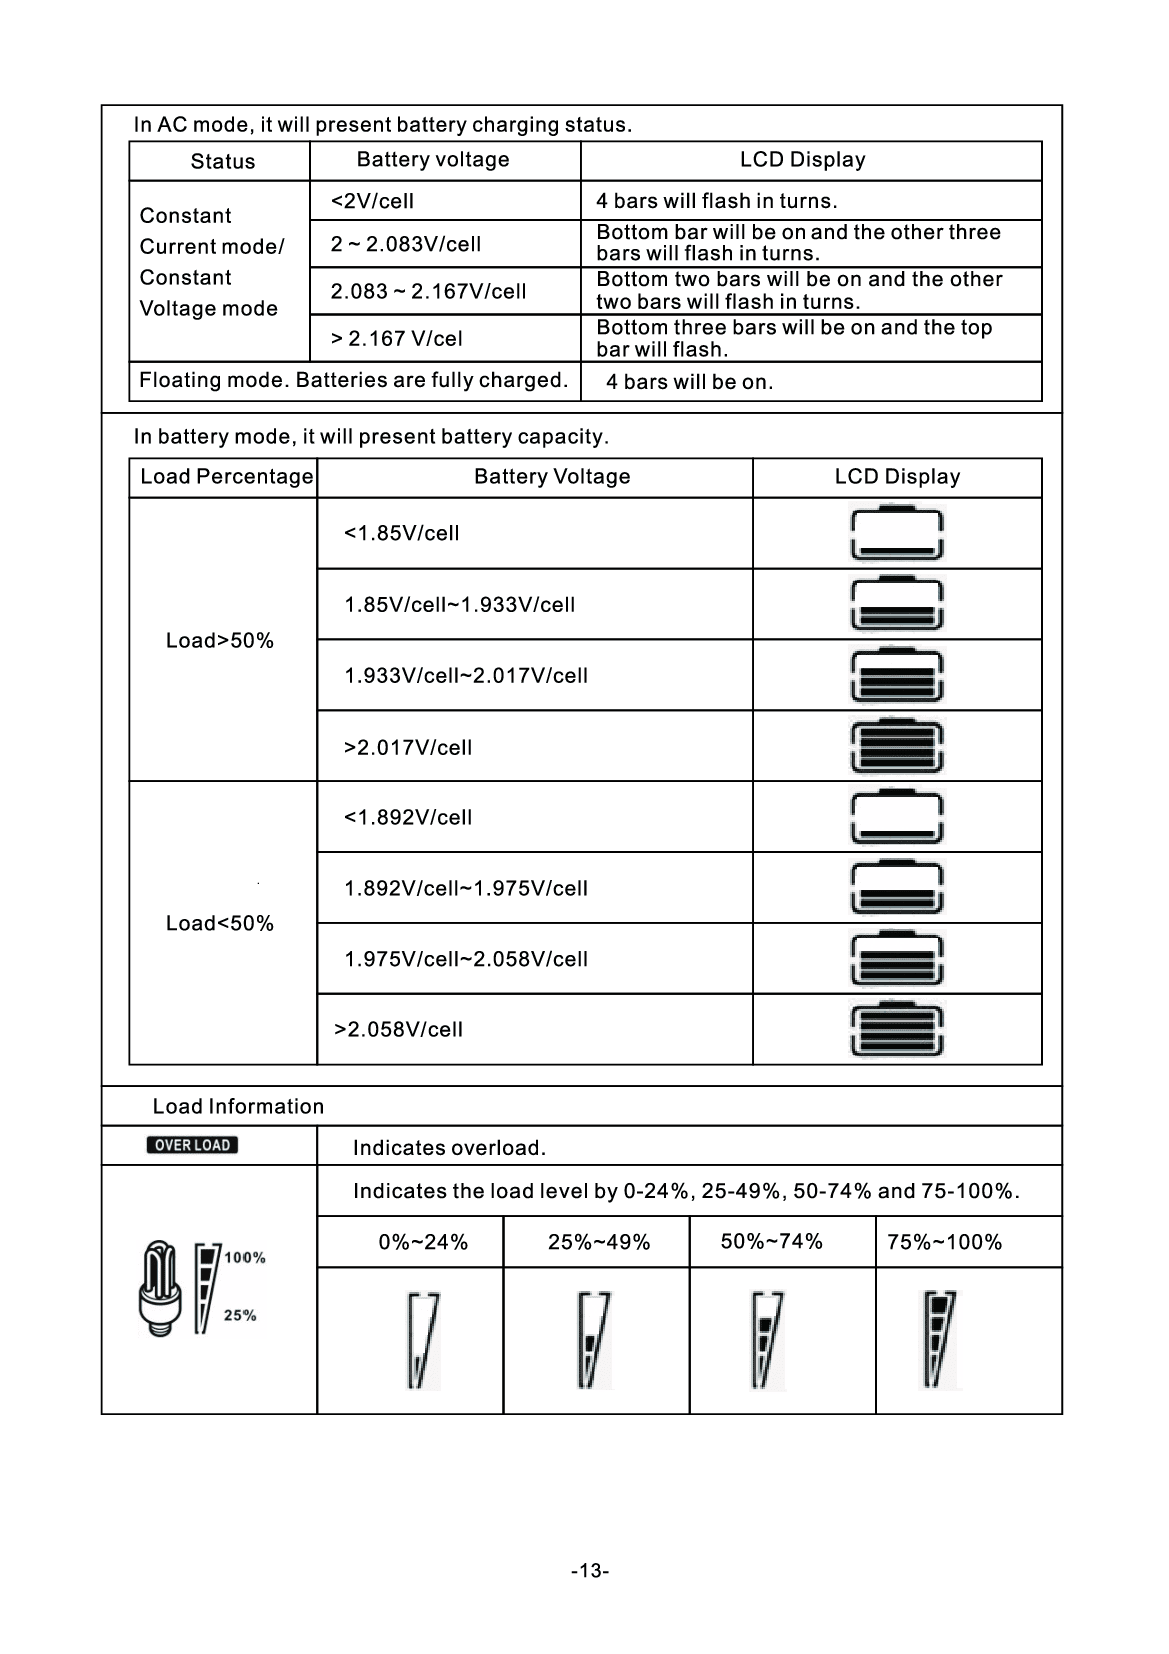 In AC mode, it will present battery charging status.
Status
Battery voltage
LCD Display
Constant
Current mode/
Constant
Voltage mode
<2V/cell
4 bars will flash in turns.
2 ~ 2.083V/cell
Bottom bar will be on and the other three
bars will flash in turns.
2.083 ~ 2.167V/cell
Bottom two bars will be on and the other
two bars will flash in turns.
> 2.167 V/cel
Bottom three bars will be on and the top
bar will flash.
Floating mode. Batteries are fully charged.
4 bars will be on.
In battery mode, it will present battery capacity.
Load Percentage
Battery Voltage
LCD Display
Load>50%
<1.85V/cell
1.85V/cell~1.933V/cell
1.933V/cell~2.017V/cell
>2.017V/cell
Load<50%
<1.892V/cell
1.892V/cell~1.975V/cell
1.975V/cell~2.058V/cell
>2.058V/cell
Load Information
OVER LOAD
Indicates overload.
Indicates the load level by 0-24%, 25-49%, 50-74% and 75-100%.
100%
25%
0%~24%
25%~49%
50%~74%
75%~100%
-13-